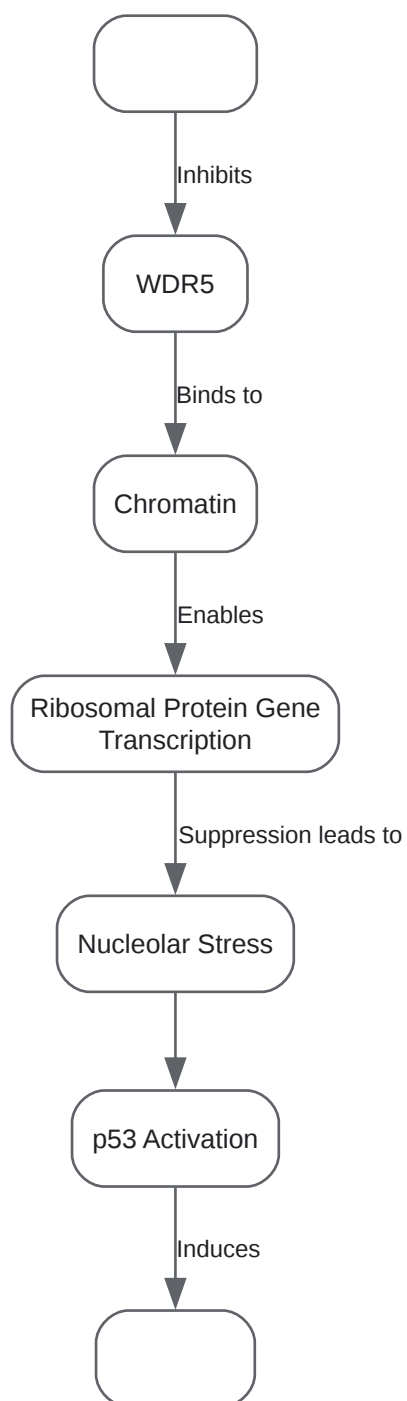 Inhibits
WDR5
Binds to
Chromatin
Enables
Ribosomal Protein Gene
Transcription
Suppression leads to
Nucleolar Stress
p53 Activation
Induces